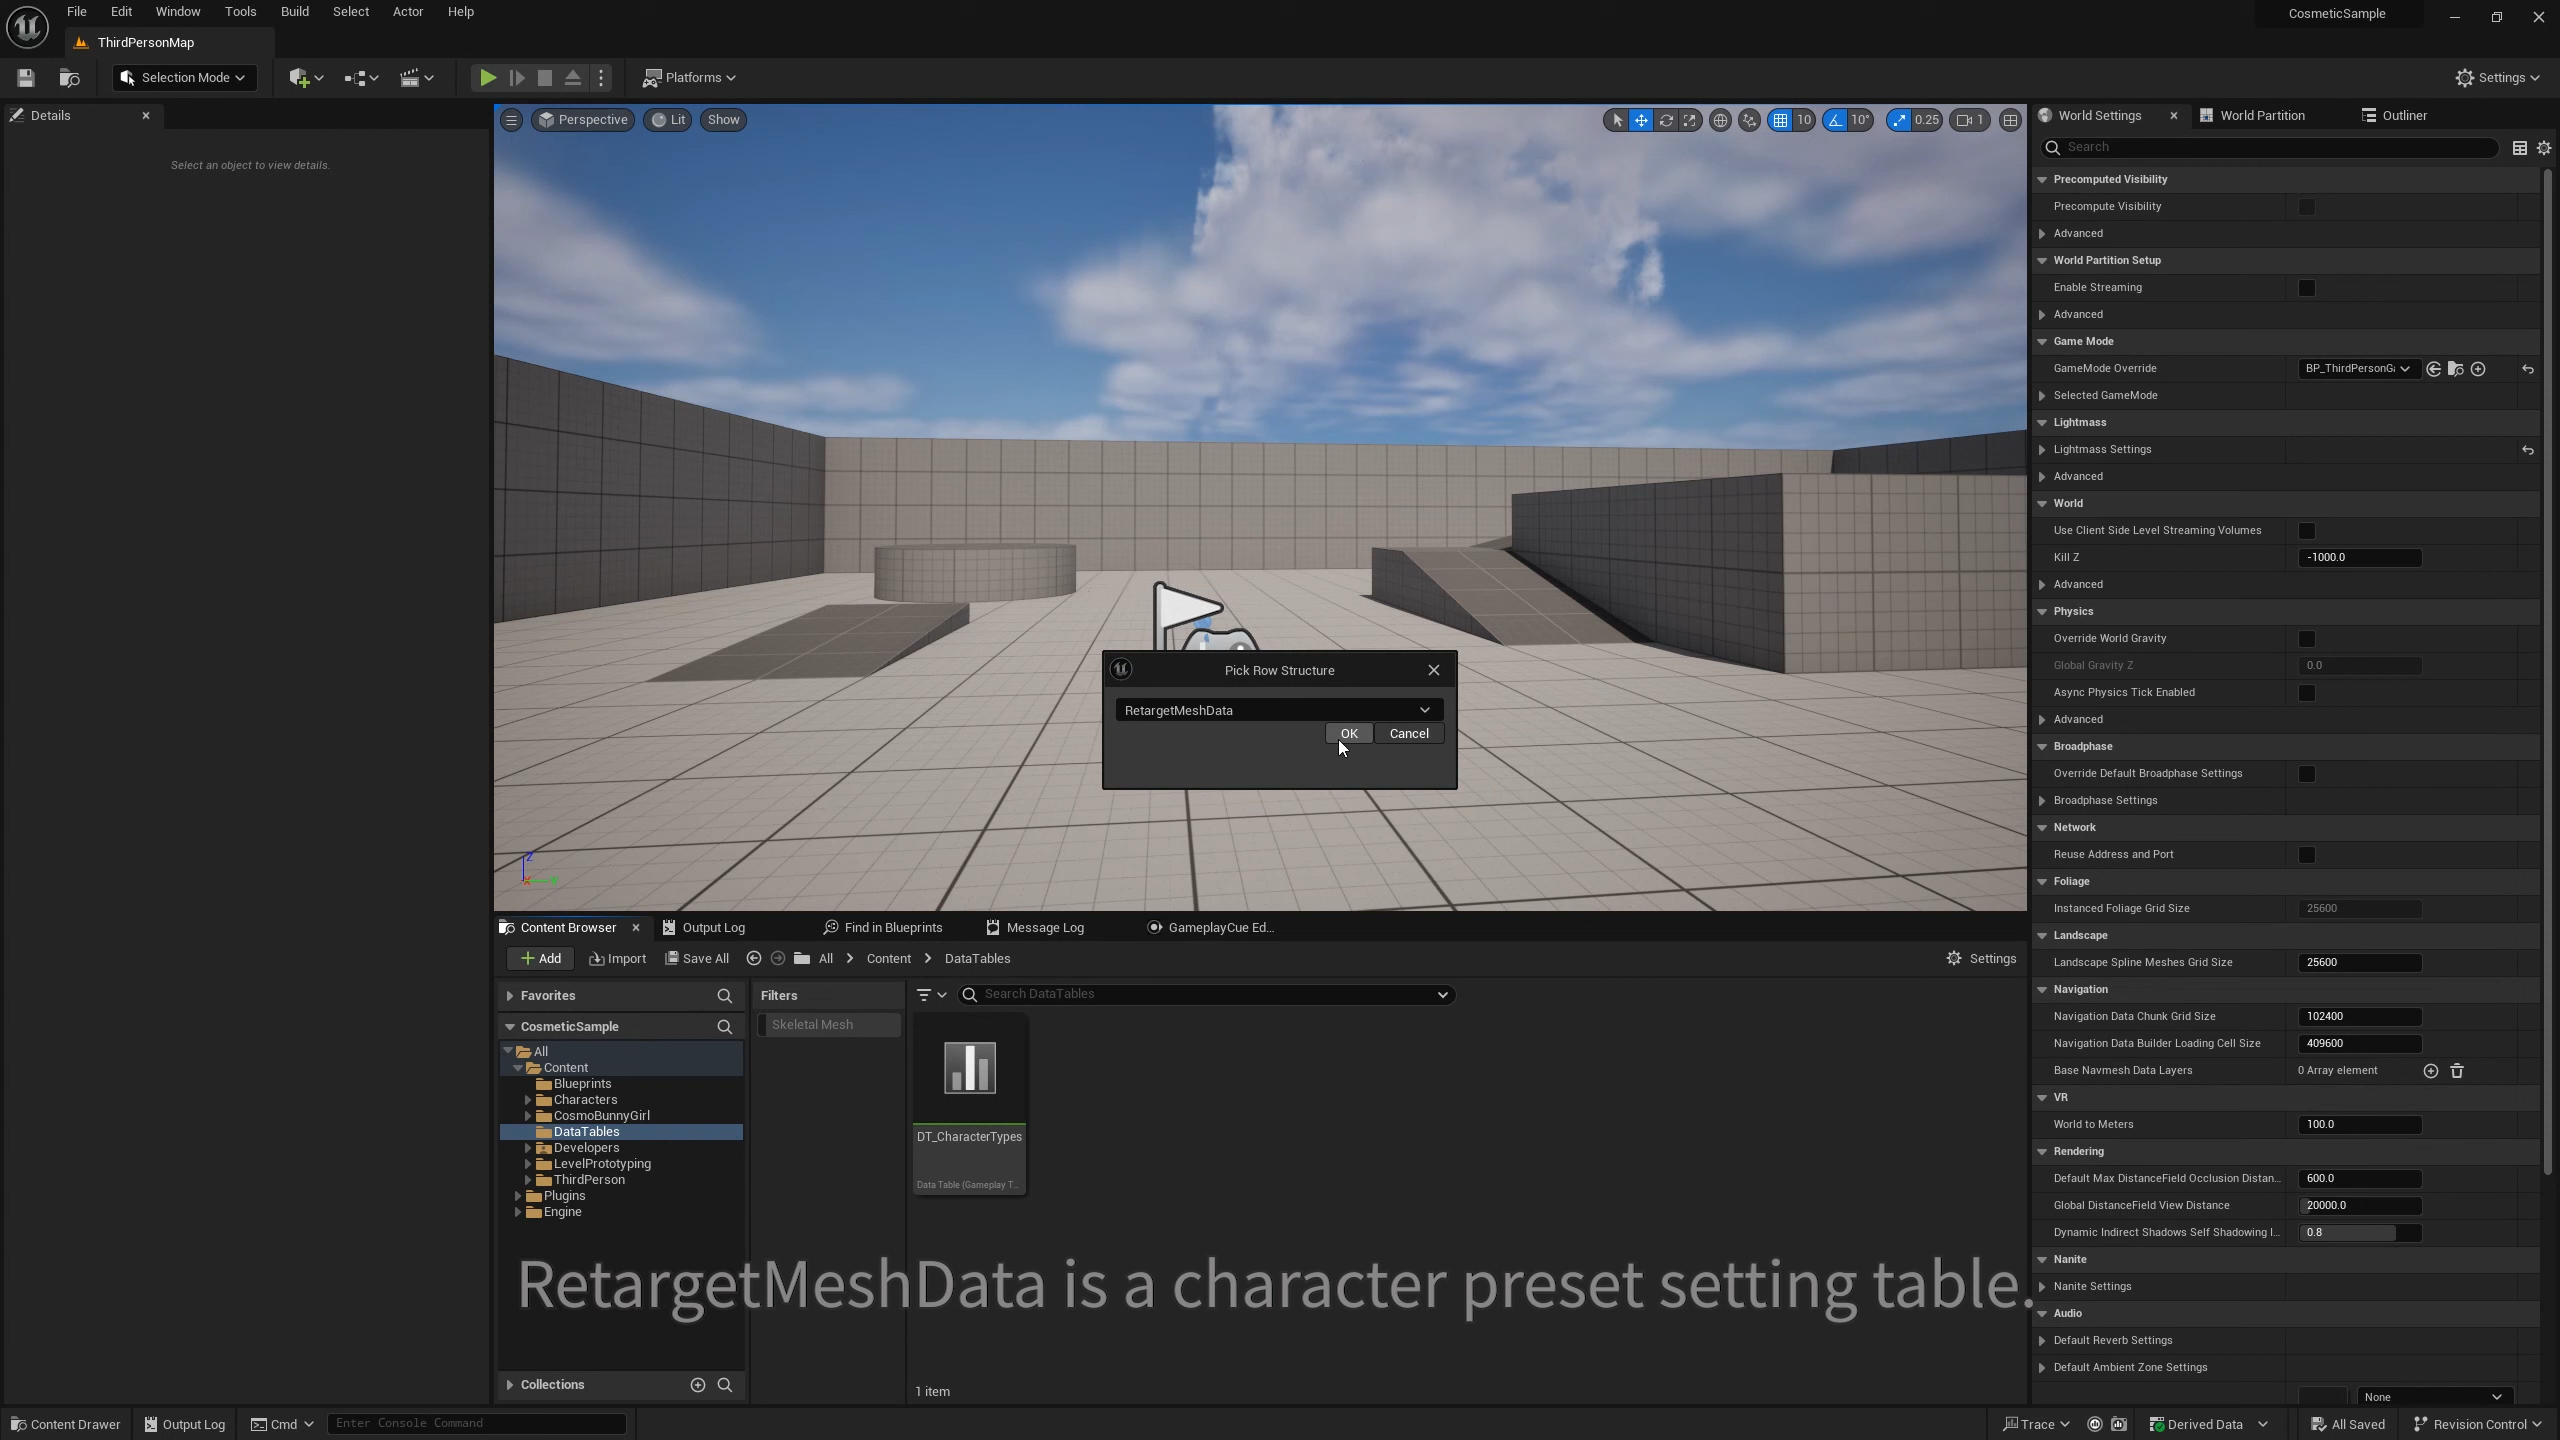 File Edit Window Tools Build Select Actor Help
CosmeticSample
ThirdPersonMap
Selection Mode
Platforms
Settings
Details
Select an object to view details.
Perspective
Lit
Show
10
10°
0.25
1
Pick Row Structure
RetargetMeshData
OK
Cancel
Z
Content Browser
Output Log
Find in Blueprints
Message Log
GameplayCue Ed...
Add
Import
Save All
All
Content
DataTables
Settings
Favorites
CosmeticSample
All
Content
Blueprints
Characters
CosmoBunnyGirl
DataTables
Developers
LevelPrototyping
ThirdPerson
Plugins
Engine
Collections
Filters
Skeletal Mesh
Search DataTables
DT_CharacterTypes
Data Table (Gameplay T...
1 item
RetargetMeshData is a character preset setting table.
World Settings
World Partition
Outliner
Search
Precomputed Visibility
Precompute Visibility
Advanced
World Partition Setup
Enable Streaming
Advanced
Game Mode
GameMode Override
BP_ThirdPersonGa
Selected GameMode
Lightmass
Lightmass Settings
Advanced
World
Use Client Side Level Streaming Volumes
Kill Z
-1000.0
Advanced
Physics
Override World Gravity
Global Gravity Z
0.0
Async Physics Tick Enabled
Advanced
Broadphase
Override Default Broadphase Settings
Broadphase Settings
Network
Reuse Address and Port
Foliage
Instanced Foliage Grid Size
25600
Landscape
Landscape Spline Meshes Grid Size
25600
Navigation
Navigation Data Chunk Grid Size
102400
Navigation Data Builder Loading Cell Size
409600
Base Navmesh Data Layers
0 Array element
VR
World to Meters
100.0
Rendering
Default Max DistanceField Occlusion Distan...
600.0
Global DistanceField View Distance
20000.0
Dynamic Indirect Shadows Self Shadowing I...
0.8
Nanite
Nanite Settings
Audio
Default Reverb Settings
Default Ambient Zone Settings
None
Content Drawer
Output Log
Cmd
Enter Console Command
Trace
Derived Data
All Saved
Revision Control